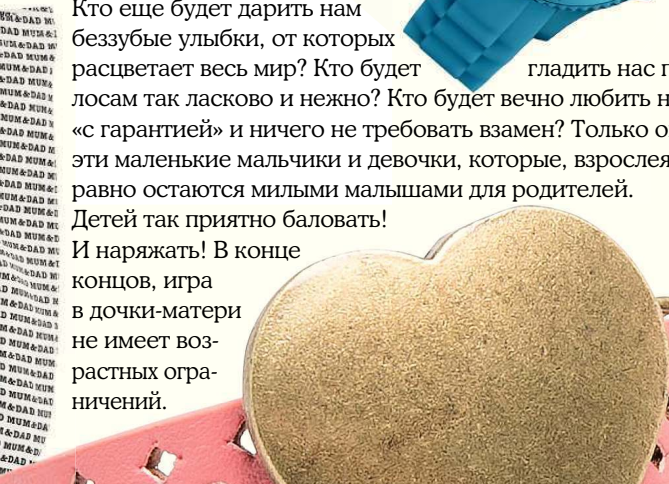 Кто еще будет дарить нам
беззубые улыбки, от которых
расцветает весь мир? Кто будет гладить нас
лосам так ласково и нежно? Кто будет вечно любить
«с гарантией» и ничего не требовать взамен? Только
эти маленькие мальчики и девочки, которые, взрослея
равно остаются милыми малышами для родителей.
Детей так приятно баловать!
И наряжать! В конце
концов, игра
в дочки-матери
не имеет воз-
растных огра-
ничений.
MUM & DAD